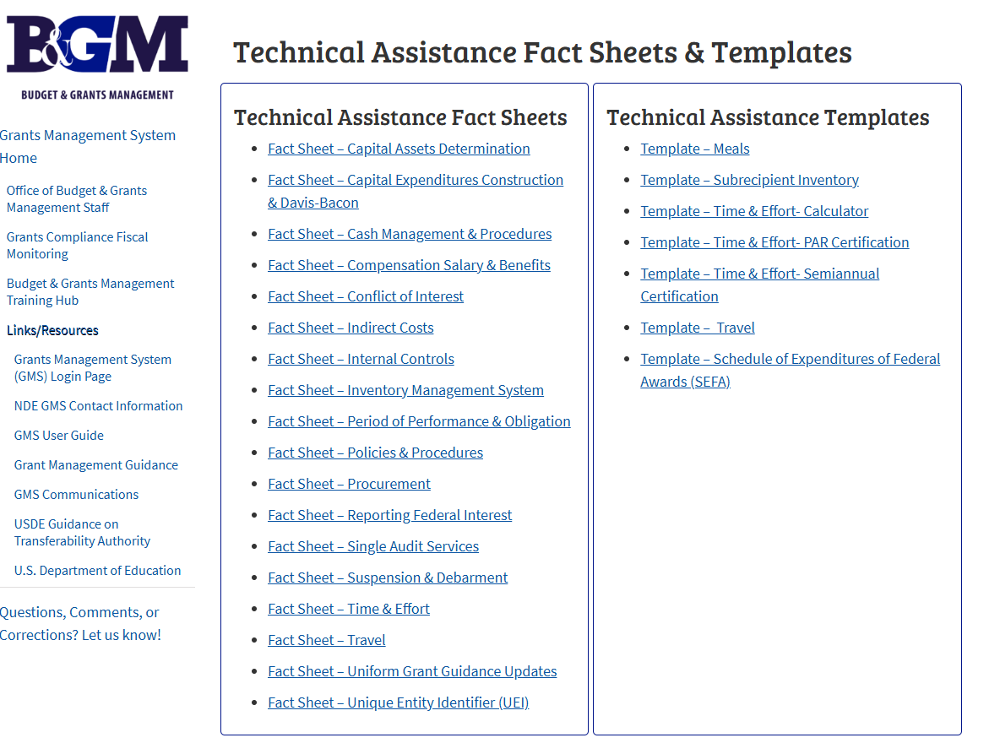 B&GM
BUDGET & GRANTS MANAGEMENT
Grants Management System
Home
Office of Budget & Grants
Management Staff
Grants Compliance Fiscal
Monitoring
Budget & Grants Management
Training Hub
Links/Resources
Grants Management System
(GMS) Login Page
NDE GMS Contact Information
GMS User Guide
Grant Management Guidance
GMS Communications
USDE Guidance on
Transferability Authority
U.S. Department of Education
Questions, Comments, or
Corrections? Let us know!
Technical Assistance Fact Sheets & Templates
Technical Assistance Fact Sheets
Fact Sheet – Capital Assets Determination
Fact Sheet – Capital Expenditures Construction
& Davis-Bacon
Fact Sheet – Cash Management & Procedures
Fact Sheet – Compensation Salary & Benefits
Fact Sheet – Conflict of Interest
Fact Sheet – Indirect Costs
Fact Sheet – Internal Controls
Fact Sheet – Inventory Management System
Fact Sheet – Period of Performance & Obligation
Fact Sheet – Policies & Procedures
Fact Sheet – Procurement
Fact Sheet – Reporting Federal Interest
Fact Sheet – Single Audit Services
Fact Sheet – Suspension & Debarment
Fact Sheet – Time & Effort
Fact Sheet – Travel
Fact Sheet – Uniform Grant Guidance Updates
Fact Sheet – Unique Entity Identifier (UEI)
Technical Assistance Templates
Template – Meals
Template – Subrecipient Inventory
Template – Time & Effort- Calculator
Template – Time & Effort- PAR Certification
Template – Time & Effort- Semiannual
Certification
Template –  Travel
Template – Schedule of Expenditures of Federal
Awards (SEFA)